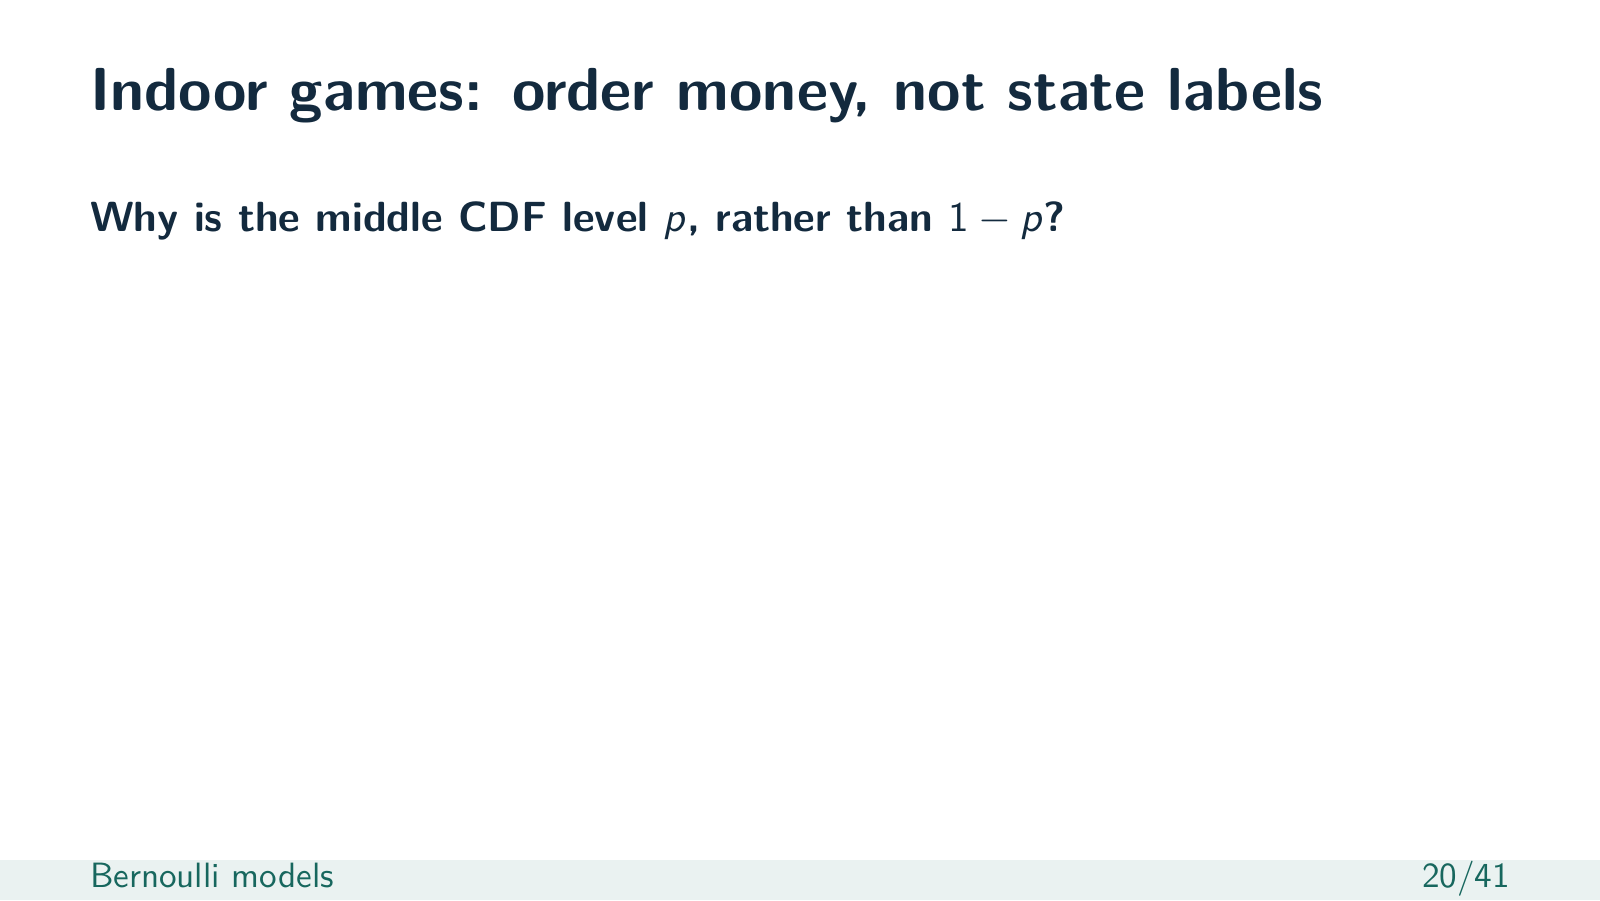 Indoor games: order money, not state labels
Why is the middle CDF level p, rather than 1 − p?
Bernoulli models
20/41